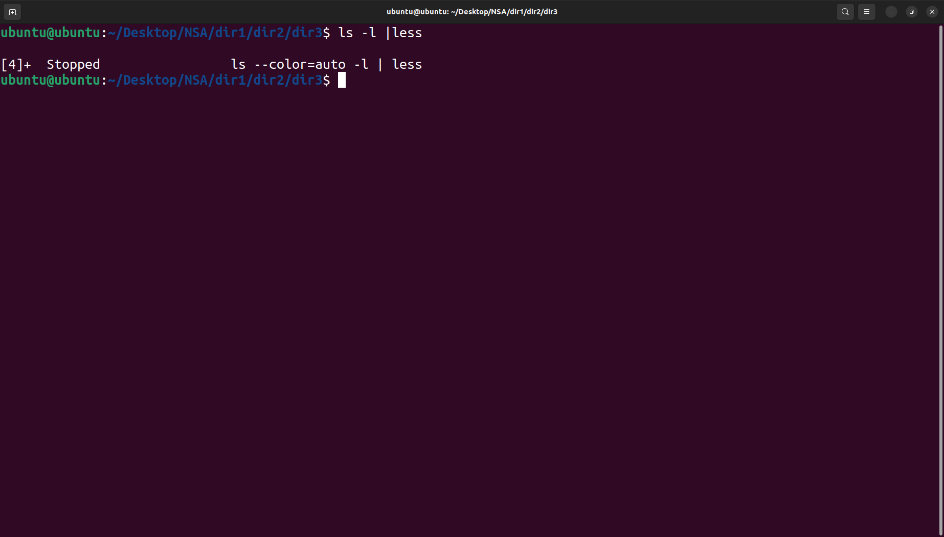 ubuntu@ubuntu: ~/Desktop/NSA/dir1/dir2/dir3
ubuntu@ubuntu:~/Desktop/NSA/dir1/dir2/dir3$ ls -l |less
[4]+  Stopped                 ls --color=auto -l | less
ubuntu@ubuntu:~/Desktop/NSA/dir1/dir2/dir3$